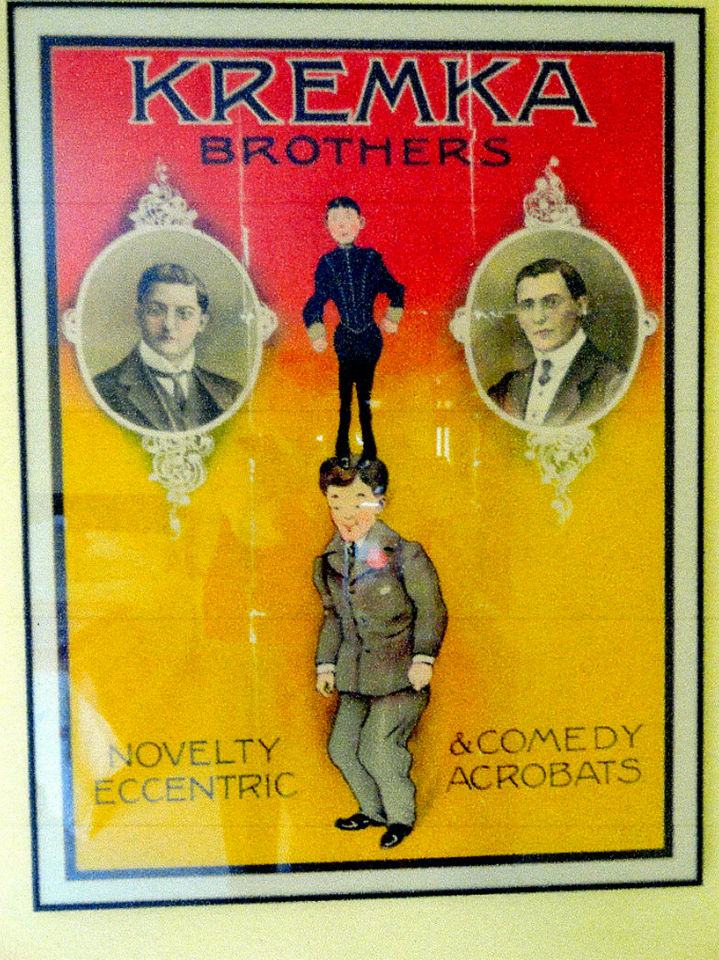 KREMKA
BROTHERS
NOVELTY
ECCENTRIC
& COMEDY
ACROBATS